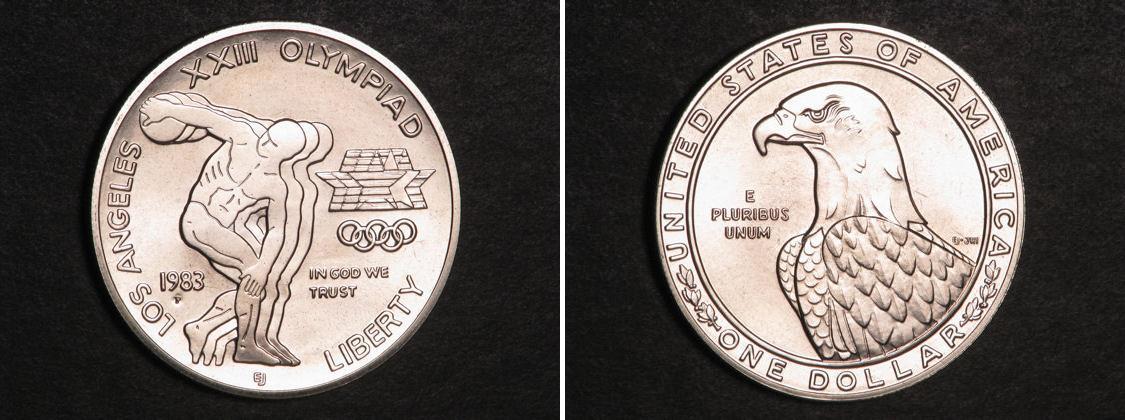 LOS ANGELES XXIII OLYMPIAD
1983
P
IN GOD WE
TRUST
LIBERTY
EJ
UNITED STATES OF AMERICA
E
PLURIBUS
UNUM
ONE DOLLAR